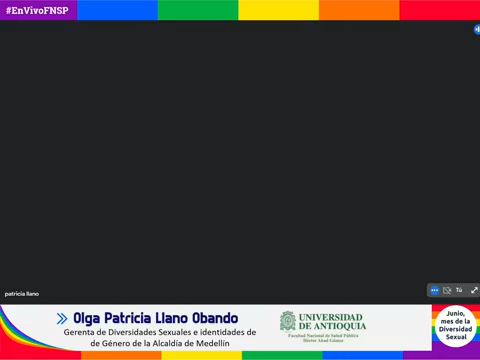 #EnVivoFNSP
patricia llano
Tú
Olga Patricia Llano Obando
Gerenta de Diversidades Sexuales e identidades de
de Género de la Alcaldía de Medellín
UNIVERSIDAD
DE ANTIOQUIA
Facultad Nacional de Salud Pública
Héctor Abad Gómez
Junio,
mes de la
Diversidad
Sexual